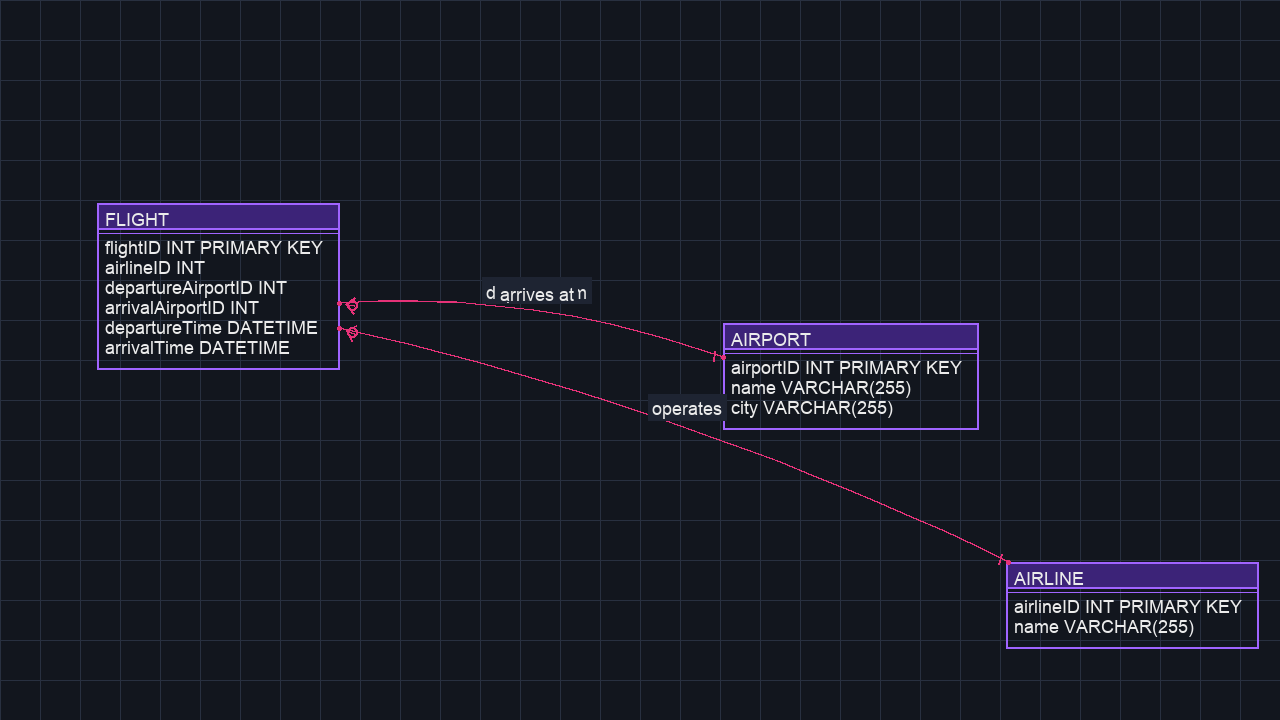 FLIGHT
flightID INT PRIMARY KEY
airlineID INT
departureAirportID INT
arrivalAirportID INT
departureTime DATETIME
arrivalTime DATETIME
arrives at
AIRPORT
airportID INT PRIMARY KEY
name VARCHAR(255)
city VARCHAR(255)
operates
AIRLINE
airlineID INT PRIMARY KEY
name VARCHAR(255)